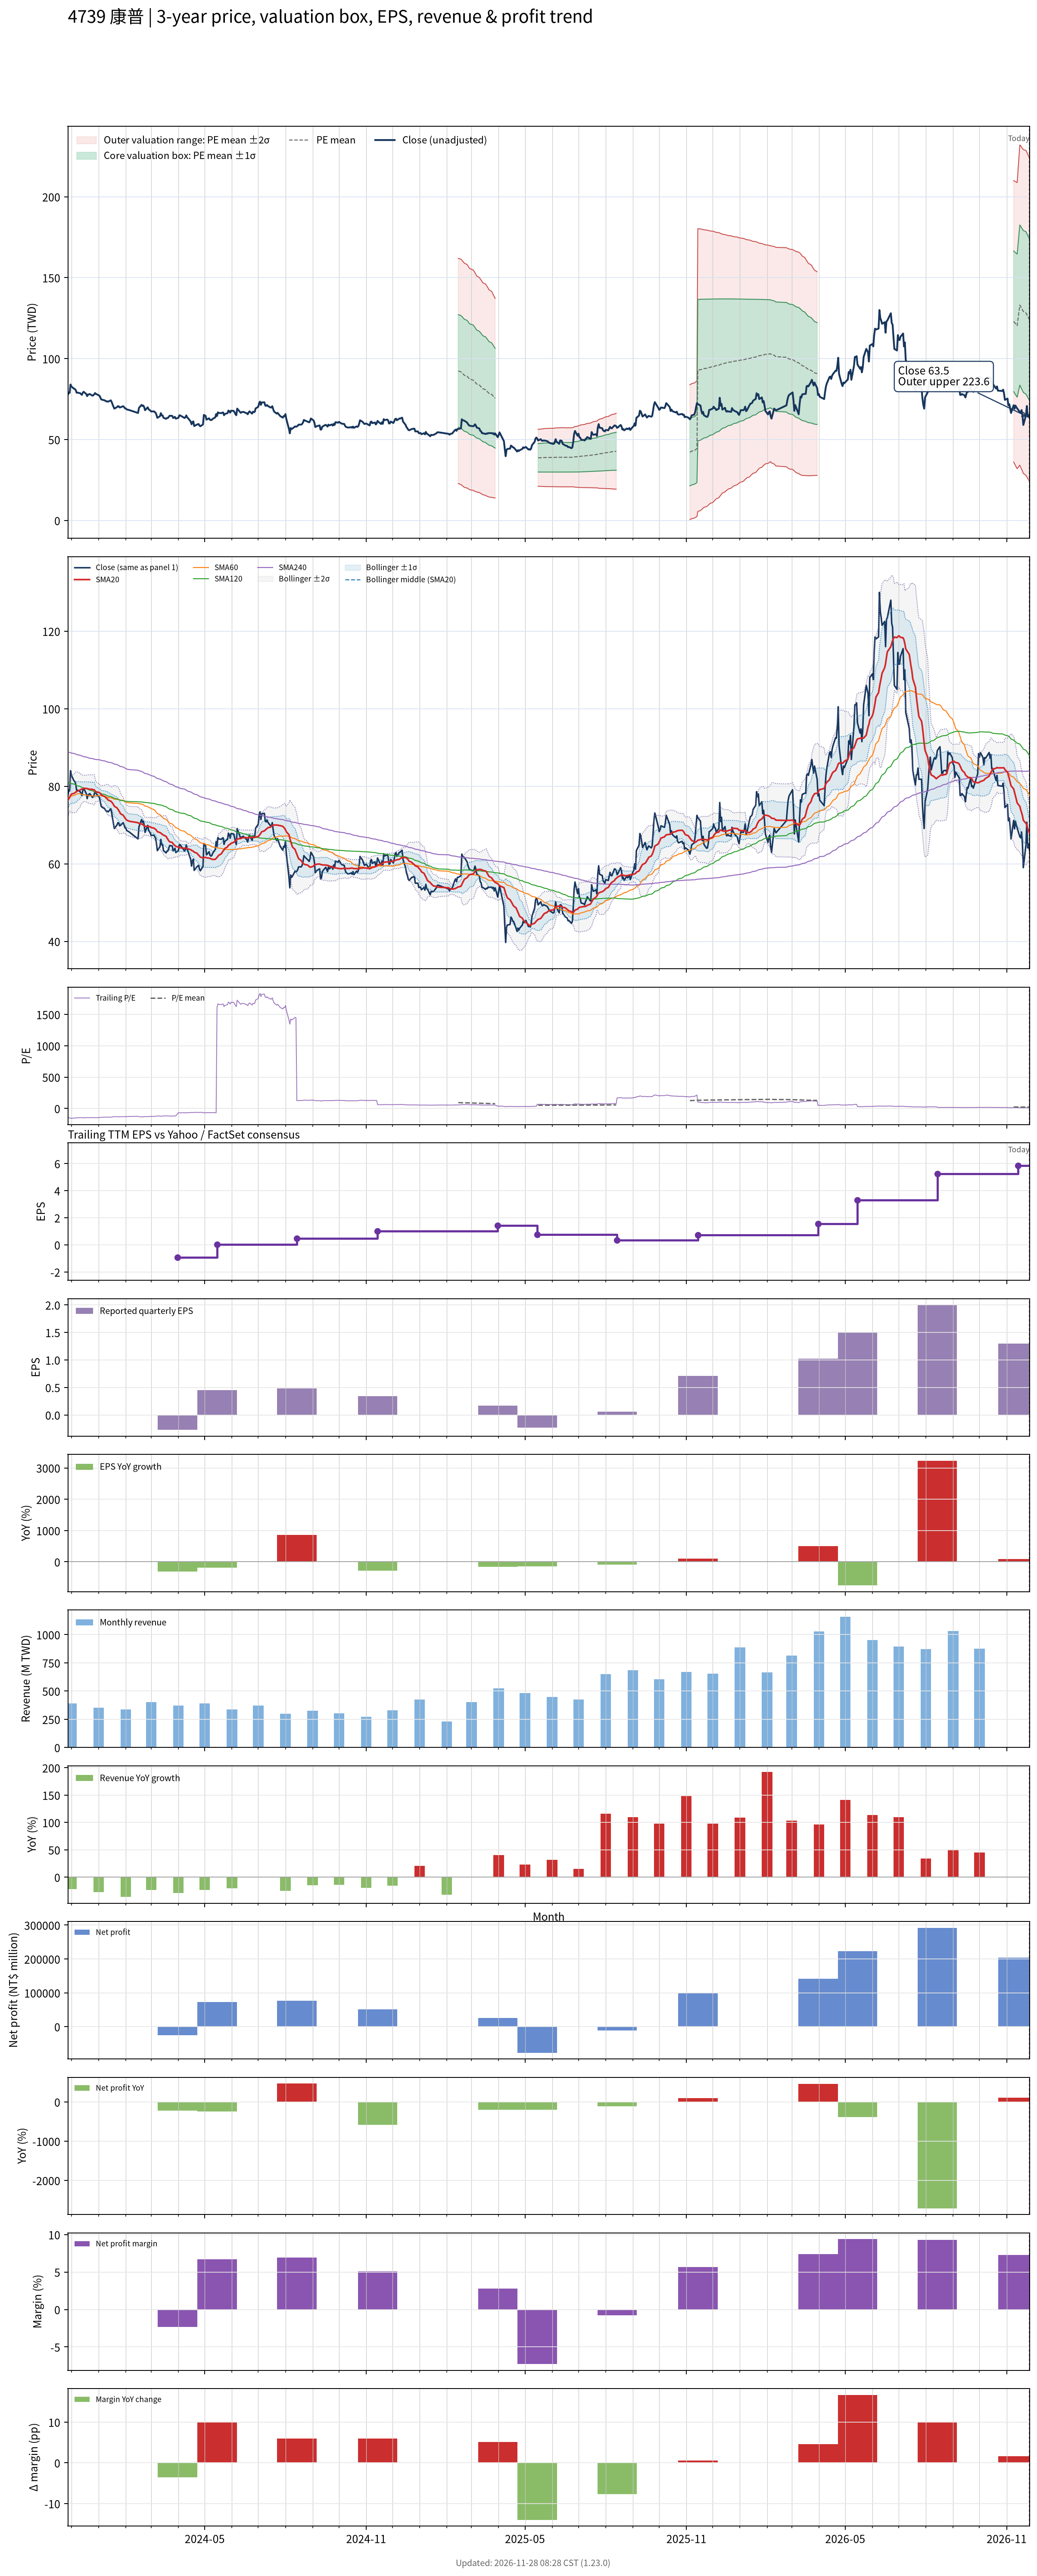 4739 康普 | 3-year price, valuation box, EPS, revenue & profit trend
Outer valuation range: PE mean ±2σ
PE mean
Close (unadjusted)
Core valuation box: PE mean ±1σ
Today
Price (TWD)
200
150
100
50
0
Close 63.5
Outer upper 223.6
Close (same as panel 1)
SMA20
SMA60
SMA120
SMA240
Bollinger ±2σ
Bollinger ±1σ
Bollinger middle (SMA20)
Price
120
100
80
60
40
Trailing P/E
P/E mean
P/E
1500
1000
500
0
Trailing TTM EPS vs Yahoo / FactSet consensus
Today
EPS
6
4
2
0
-2
Reported quarterly EPS
EPS
2.0
1.5
1.0
0.5
0.0
EPS YoY growth
YoY (%)
3000
2000
1000
0
Monthly revenue
Revenue (M TWD)
1000
750
500
250
0
Revenue YoY growth
YoY (%)
200
150
100
50
0
Month
Net profit
Net profit (NT$ million)
300000
200000
100000
0
Net profit YoY
YoY (%)
0
-1000
-2000
Net profit margin
Margin (%)
10
5
0
-5
Margin YoY change
Δ margin (pp)
10
0
-10
2024-05
2024-11
2025-05
2025-11
2026-05
2026-11
Updated: 2026-11-28 08:28 CST (1.23.0)